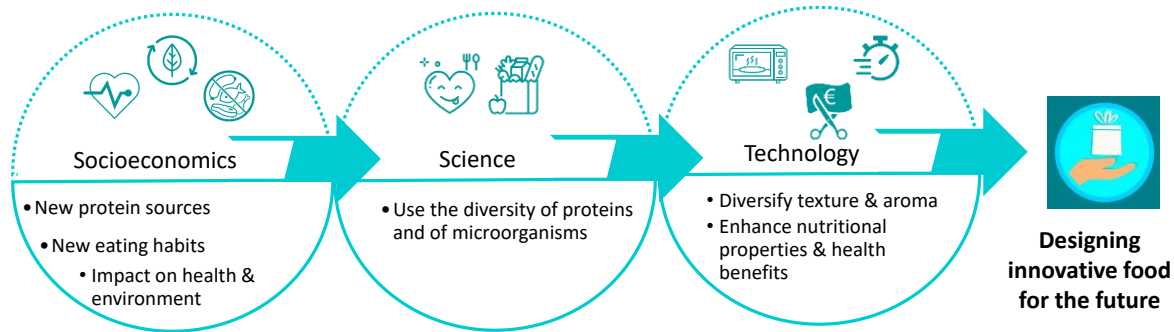 Socioeconomics
• New protein sources
• New eating habits
• Impact on health &
environment
Science
• Use the diversity of proteins
and of microorganisms
€
Technology
• Diversify texture & aroma
• Enhance nutritional
properties & health
benefits
Designing
innovative food
for the future